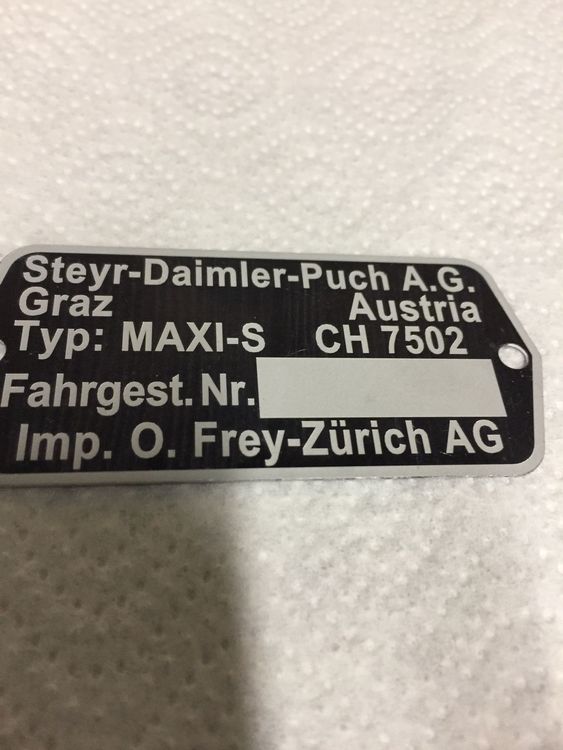 Steyr-Daimler-Puch A.G.
Graz Austria
Typ: MAXI-S CH 7502
Fahrgest. Nr.
Imp. O. Frey-Zürich AG